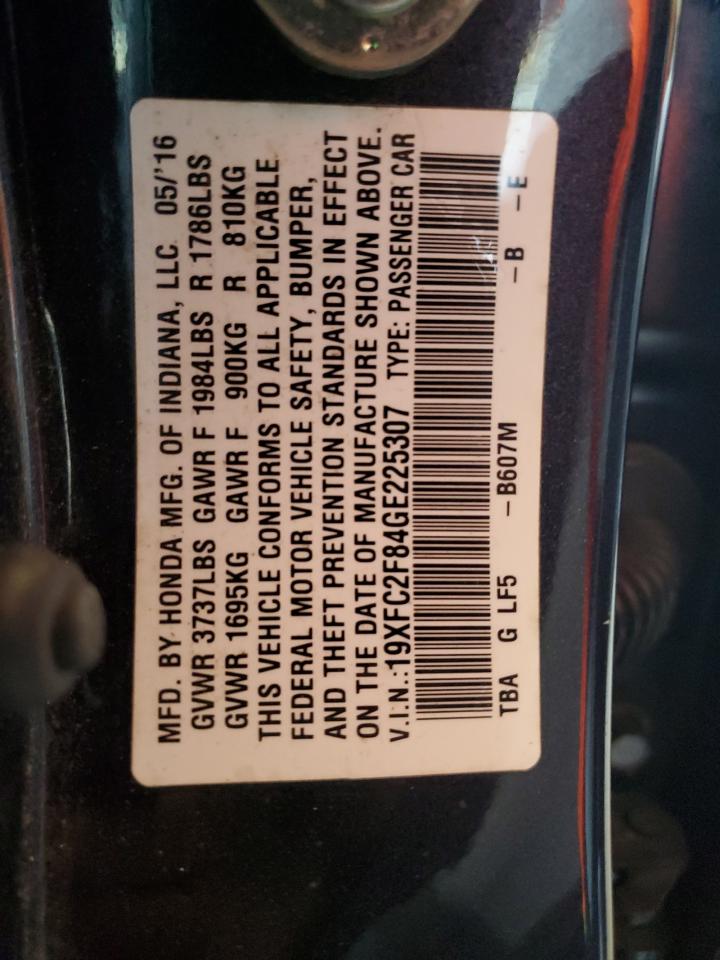 MFD. BY HONDA MFG. OF INDIANA, LLC 05/'16
GVWR 3737LBS GAWR F 1984LBS R 1786LBS
GVWR 1695KG GAWR F 900KG R 810KG
THIS VEHICLE CONFORMS TO ALL APPLICABLE
FEDERAL MOTOR VEHICLE SAFETY, BUMPER,
AND THEFT PREVENTION STANDARDS IN EFFECT
ON THE DATE OF MANUFACTURE SHOWN ABOVE.
V.I.N.:19XFC2F84GE225307 TYPE: PASSENGER CAR
TBA G LF5 -B607M -B -E